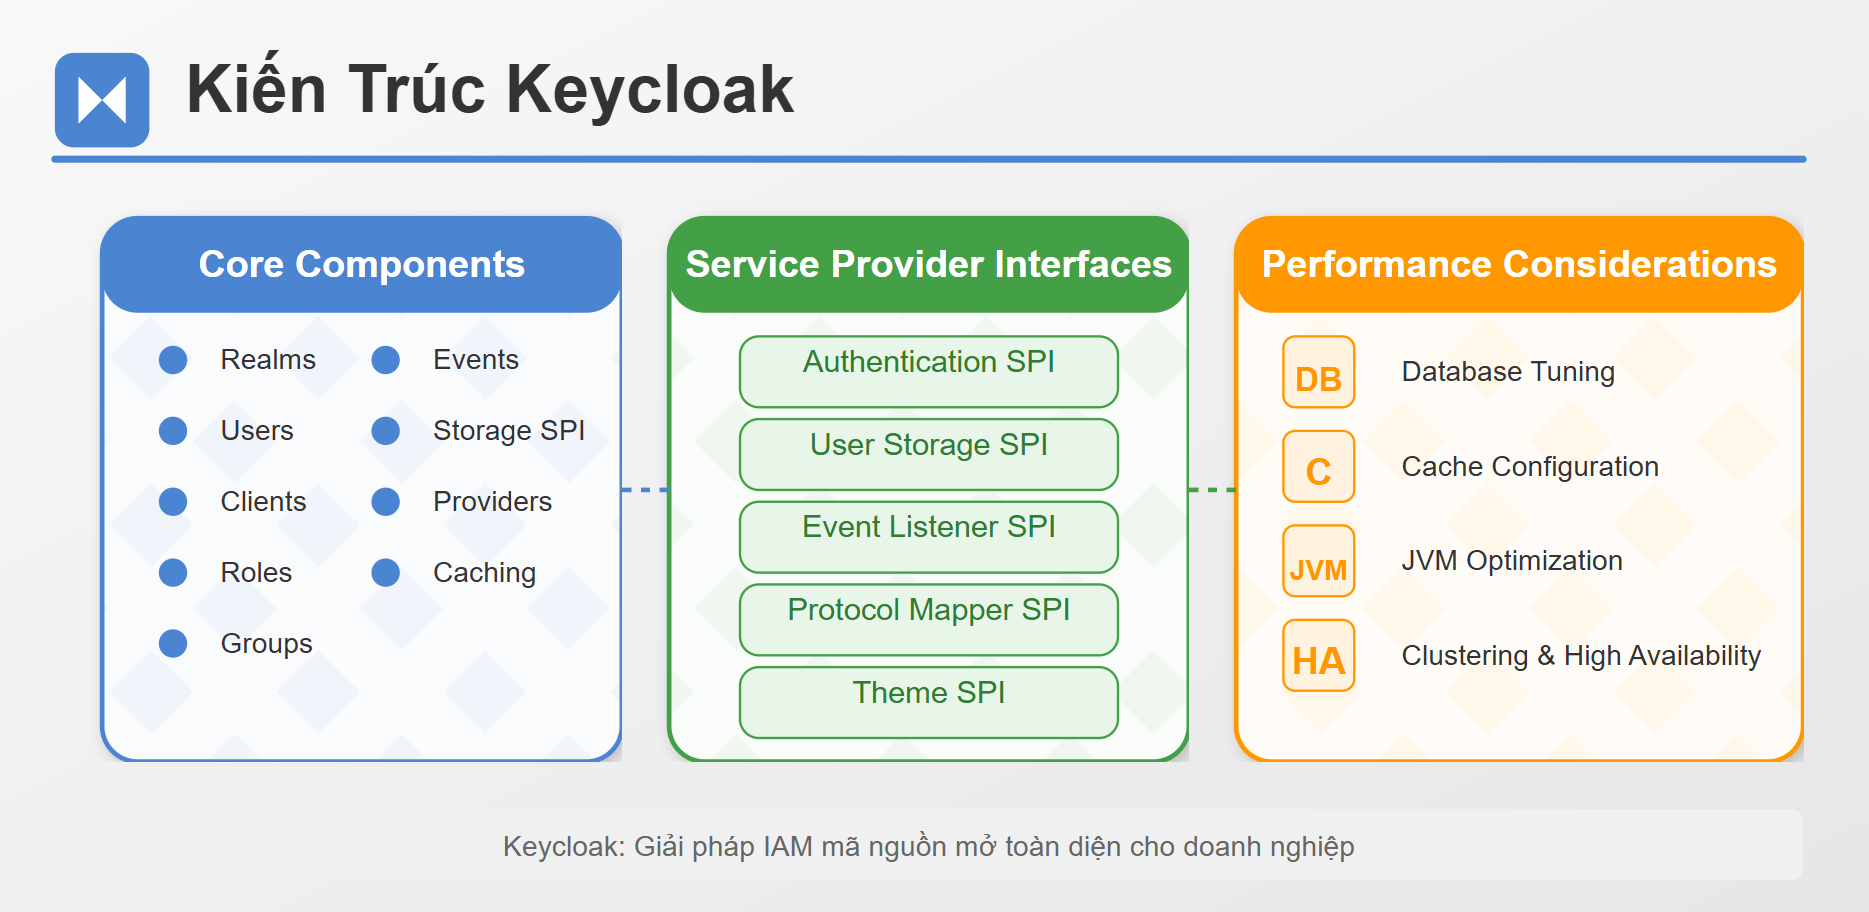 Kiến Trúc Keycloak
Core Components
Realms
Users
Clients
Roles
Groups
Events
Storage SPI
Providers
Caching
Service Provider Interfaces
Authentication SPI
User Storage SPI
Event Listener SPI
Protocol Mapper SPI
Theme SPI
Performance Considerations
DB Database Tuning
C Cache Configuration
JVM JVM Optimization
HA Clustering & High Availability
Keycloak: Giải pháp IAM mã nguồn mở toàn diện cho doanh nghiệp